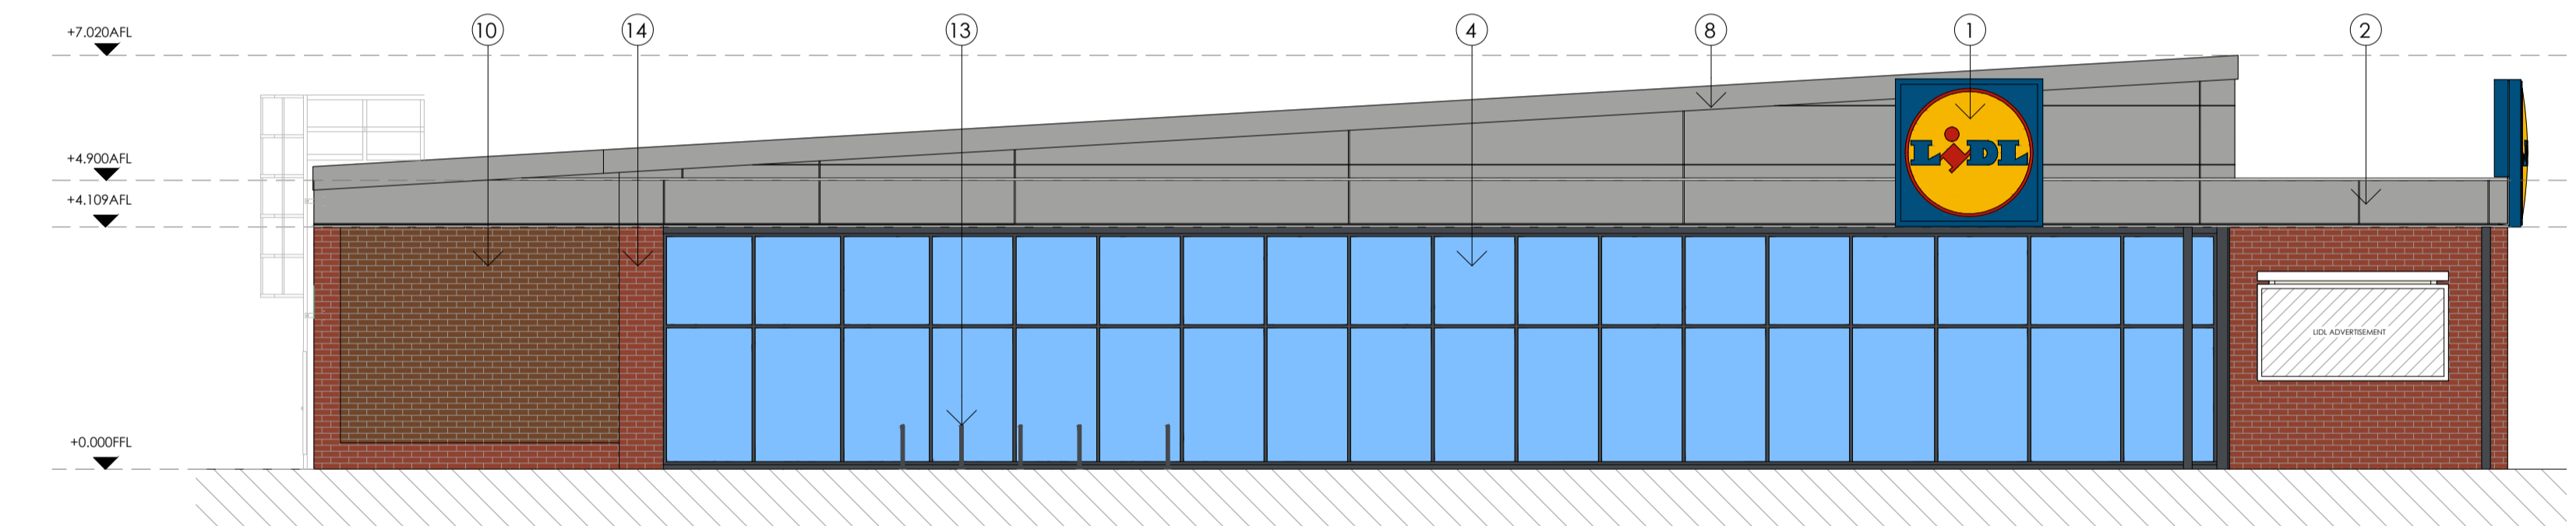 +7.020AFL
10
14
13
4
8
1
2
+4.900AFL
+4.109AFL
LIDL
LIDL ADVERTISEMENT
+0.000FFL